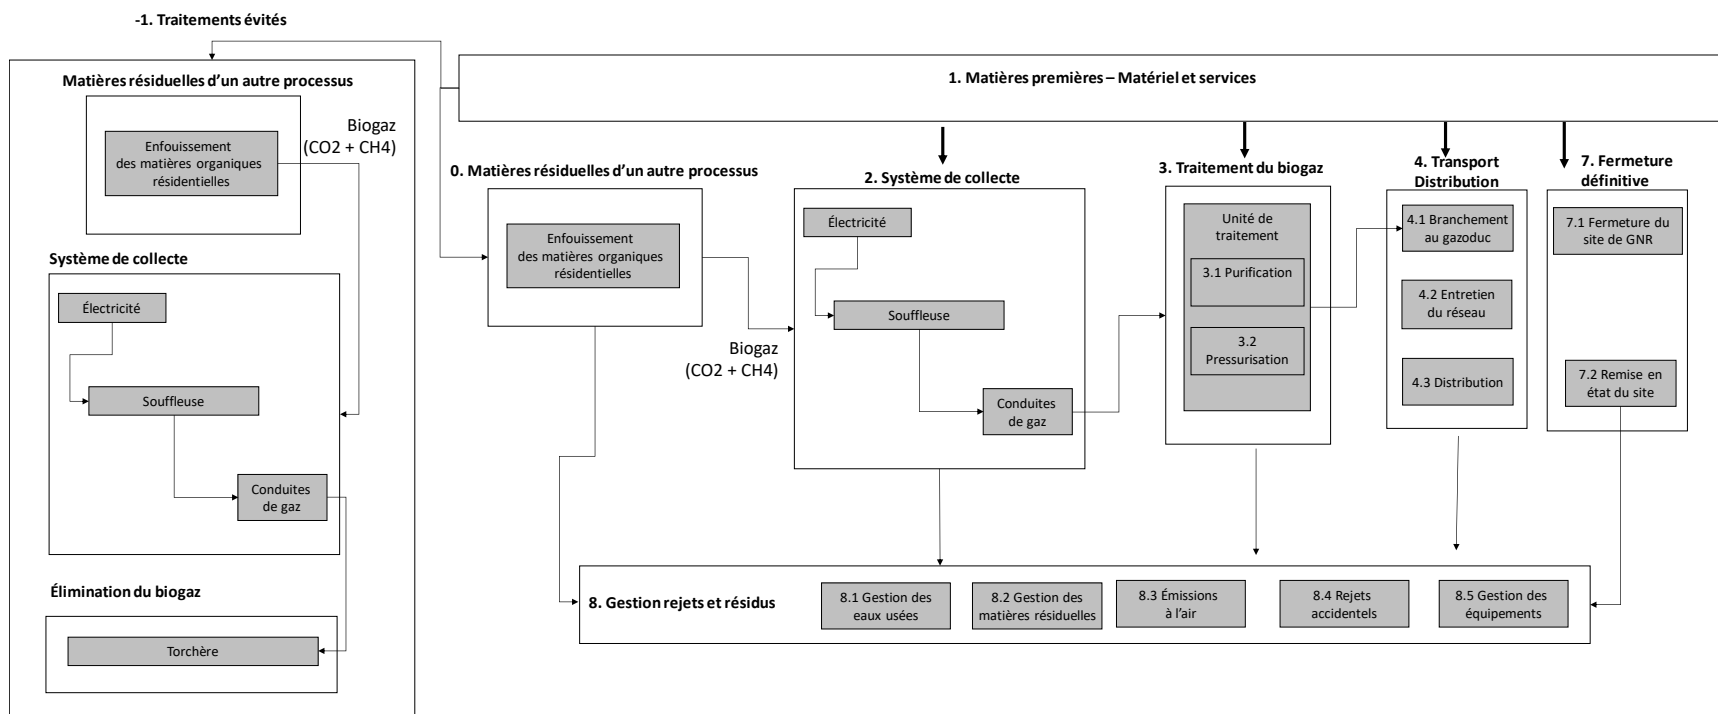 -1. Traitements évités
Matières résiduelles d'un autre processus
Enfouissement
des matières organiques
résidentielles
Biogaz
(CO2 + CH4)
Système de collecte
Électricité
Souffleuse
Conduites
de gaz
Élimination du biogaz
Torchère
1. Matières premières – Matériel et services
0. Matières résiduelles d'un autre processus
Enfouissement
des matières organiques
résidentielles
Biogaz
(CO2 + CH4)
2. Système de collecte
Électricité
Souffleuse
Conduites
de gaz
3. Traitement du biogaz
Unité de
traitement
3.1 Purification
3.2
Pressurisation
4. Transport
Distribution
4.1 Branchement
au gazoduc
4.2 Entretien
du réseau
4.3 Distribution
7. Fermeture
définitive
7.1 Fermeture du
site de GNR
7.2 Remise en
état du site
8. Gestion rejets et résidus
8.1 Gestion des
eaux usées
8.2 Gestion des
matières résiduelles
8.3 Émissions
à l'air
8.4 Rejets
accidentels
8.5 Gestion des
équipements